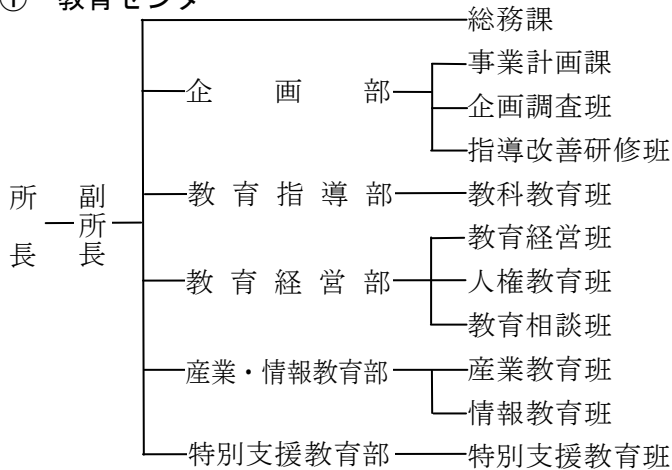 ① 教育センター
総務課
企画部
事業計画課
企画調査班
指導改善研修班
所長
副所長
教育指導部
教科教育班
教育経営部
教育経営班
人権教育班
教育相談班
産業・情報教育部
産業教育班
情報教育班
特別支援教育部
特別支援教育班